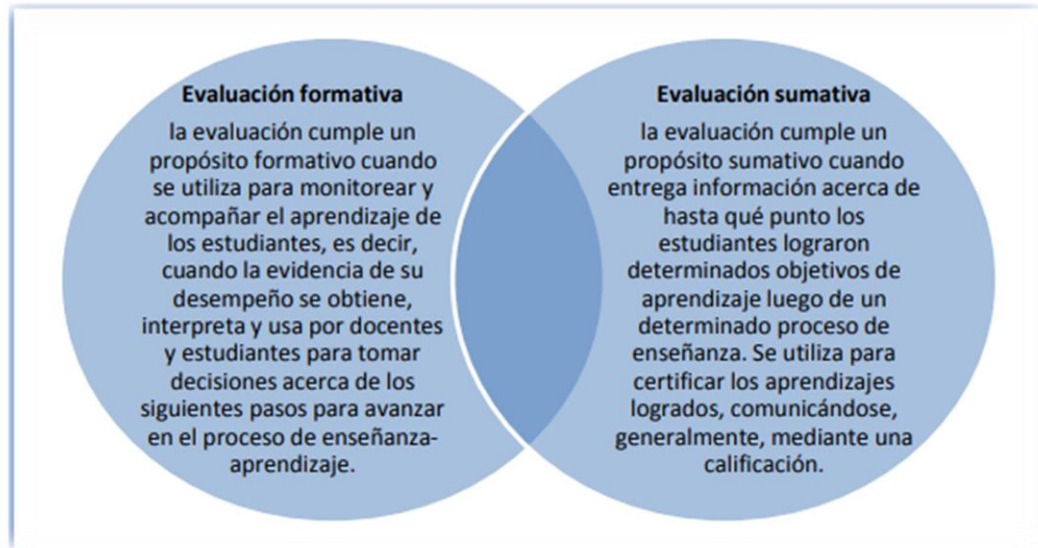 Evaluación formativa
la evaluación cumple un
propósito formativo cuando
se utiliza para monitorear y
acompañar el aprendizaje de
los estudiantes, es decir,
cuando la evidencia de su
desempeño se obtiene,
interpreta y usa por docentes
y estudiantes para tomar
decisiones acerca de los
siguientes pasos para avanzar
en el proceso de enseñanza-
aprendizaje.
Evaluación sumativa
la evaluación cumple un
propósito sumativo cuando
entrega información acerca de
hasta qué punto los
estudiantes lograron
determinados objetivos de
aprendizaje luego de un
determinado proceso de
enseñanza. Se utiliza para
certificar los aprendizajes
logrados, comunicándose,
generalmente, mediante una
calificación.